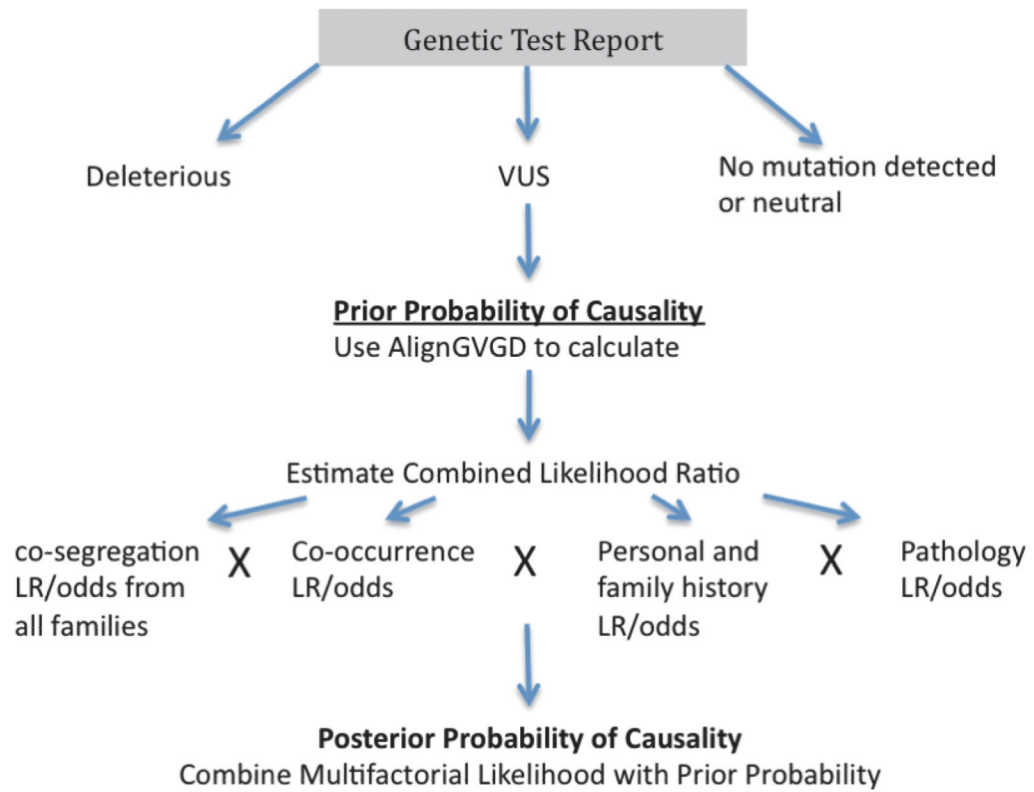 Genetic Test Report
Deleterious
VUS
No mutation detected
or neutral
Prior Probability of Causality
Use AlignGVGD to calculate
Estimate Combined Likelihood Ratio
co-segregation
LR/odds from
all families
X
Co-occurrence
LR/odds
X
Personal and
family history
LR/odds
X
Pathology
LR/odds
Posterior Probability of Causality
Combine Multifactorial Likelihood with Prior Probability